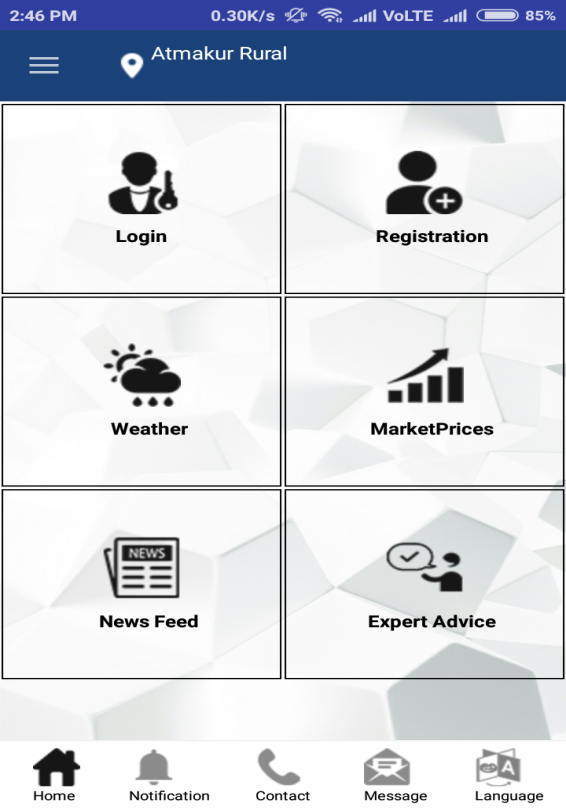 2:46 PM 0.30K/s VoLTE 85%
Atmakur Rural
Login Registration
Weather MarketPrices
NEWS
News Feed Expert Advice
A
Home Notification Contact Message Language